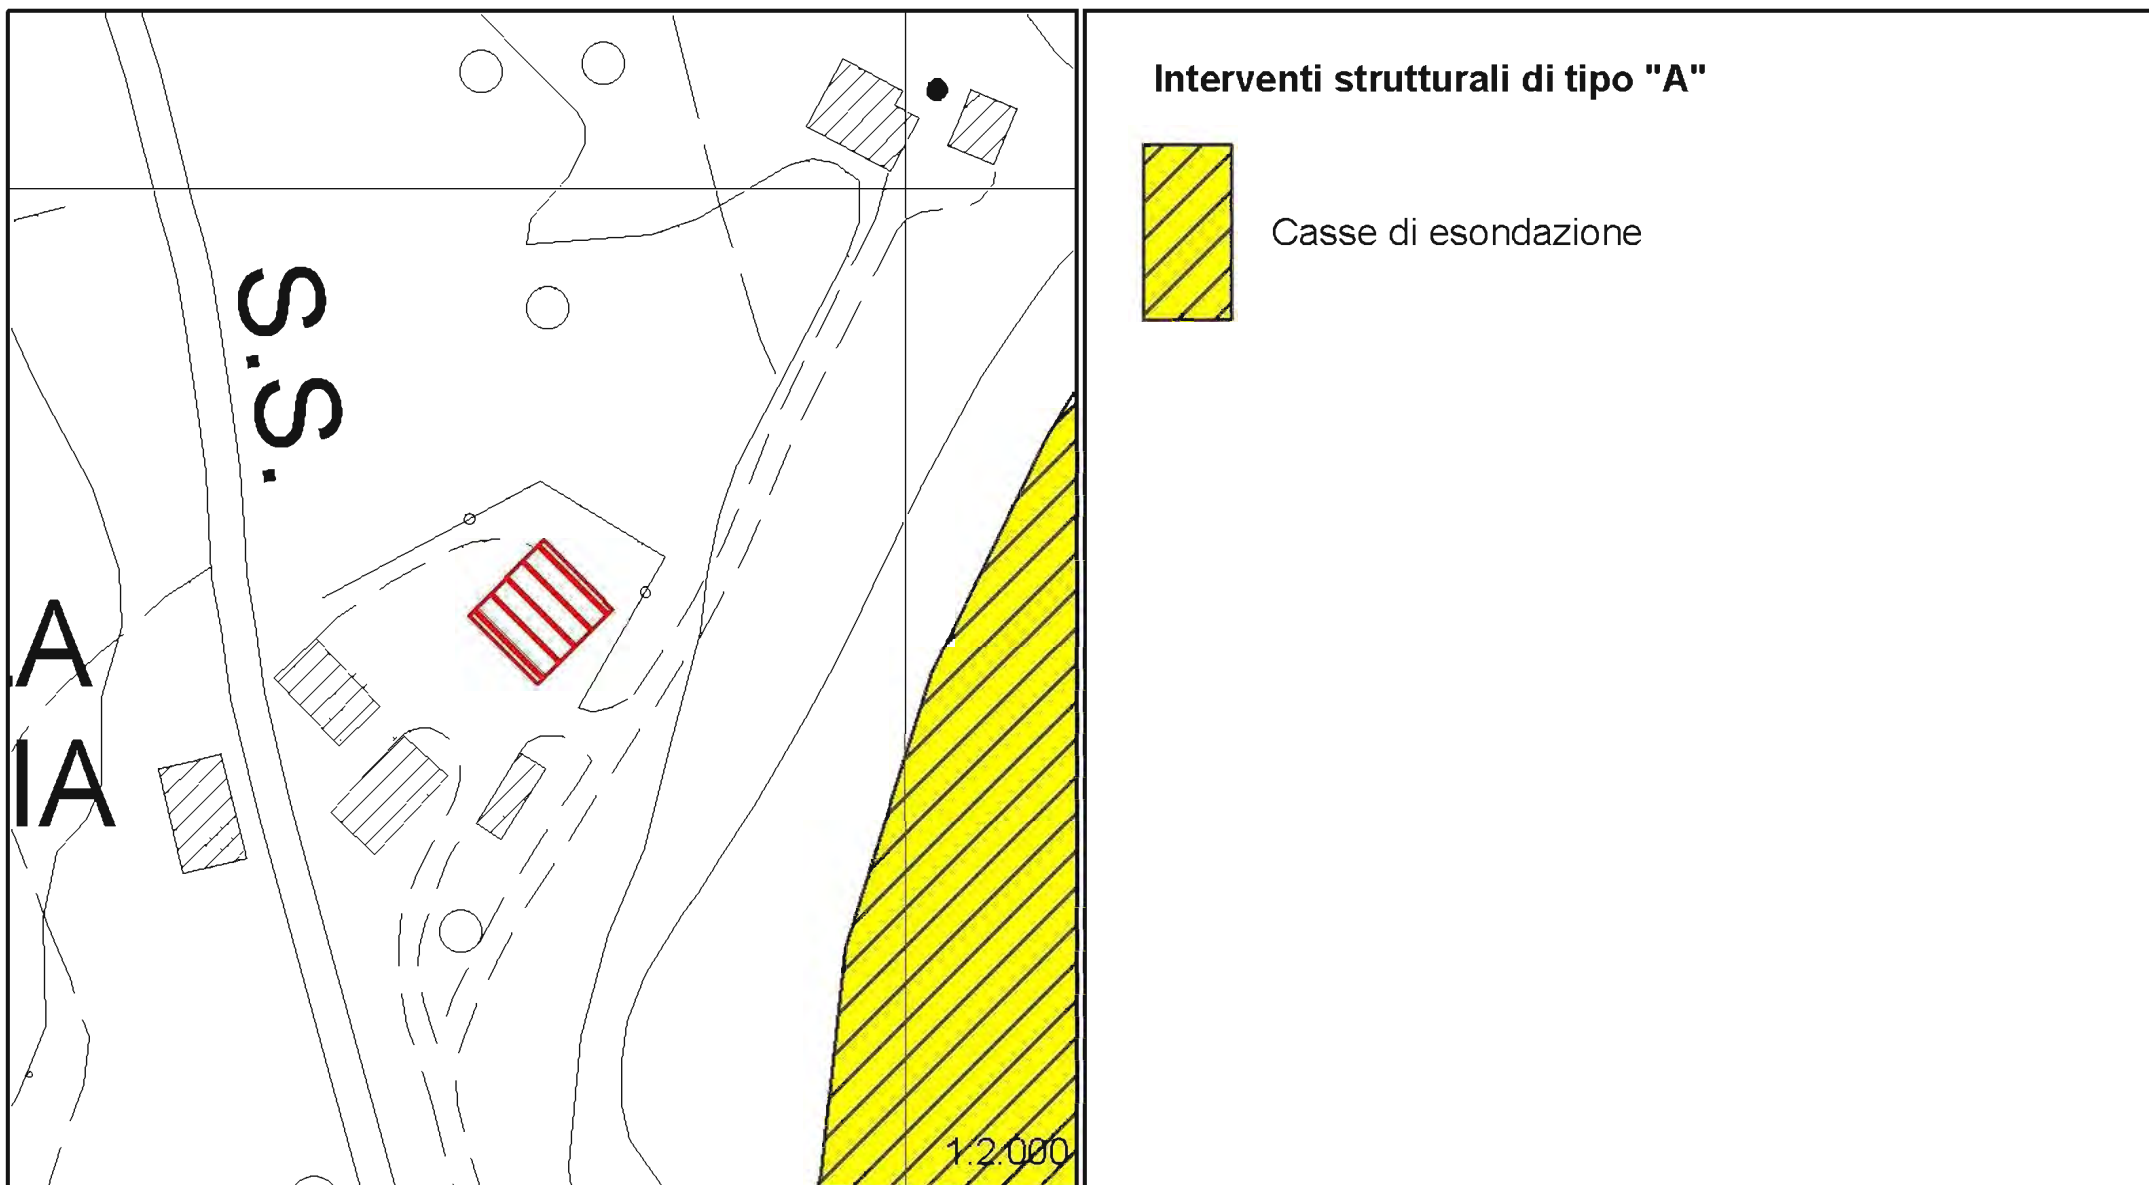 S.S.
.A
IA
1:2.000
Interventi strutturali di tipo "A"
Casse di esondazione